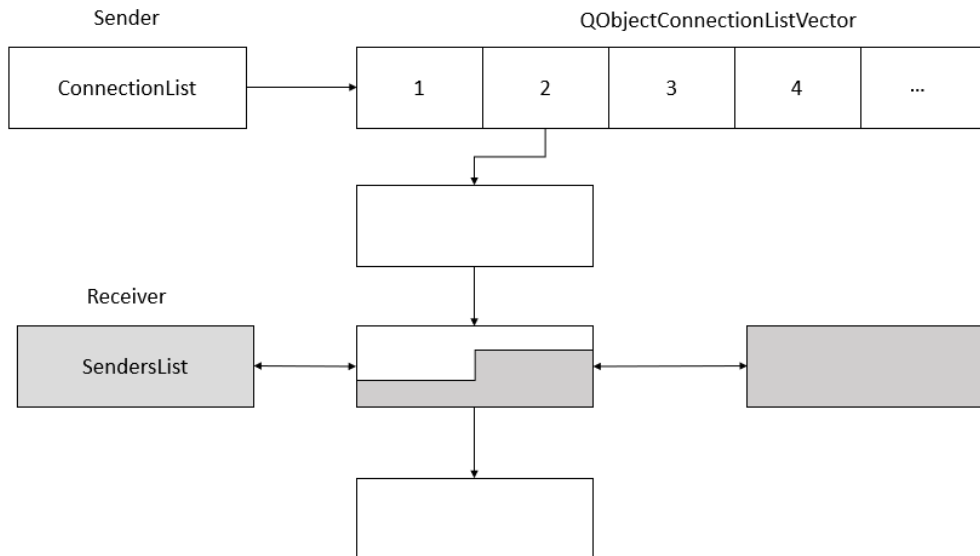 Sender
QObjectConnectionListVector
ConnectionList
1
2
3
4
...
Receiver
SendersList